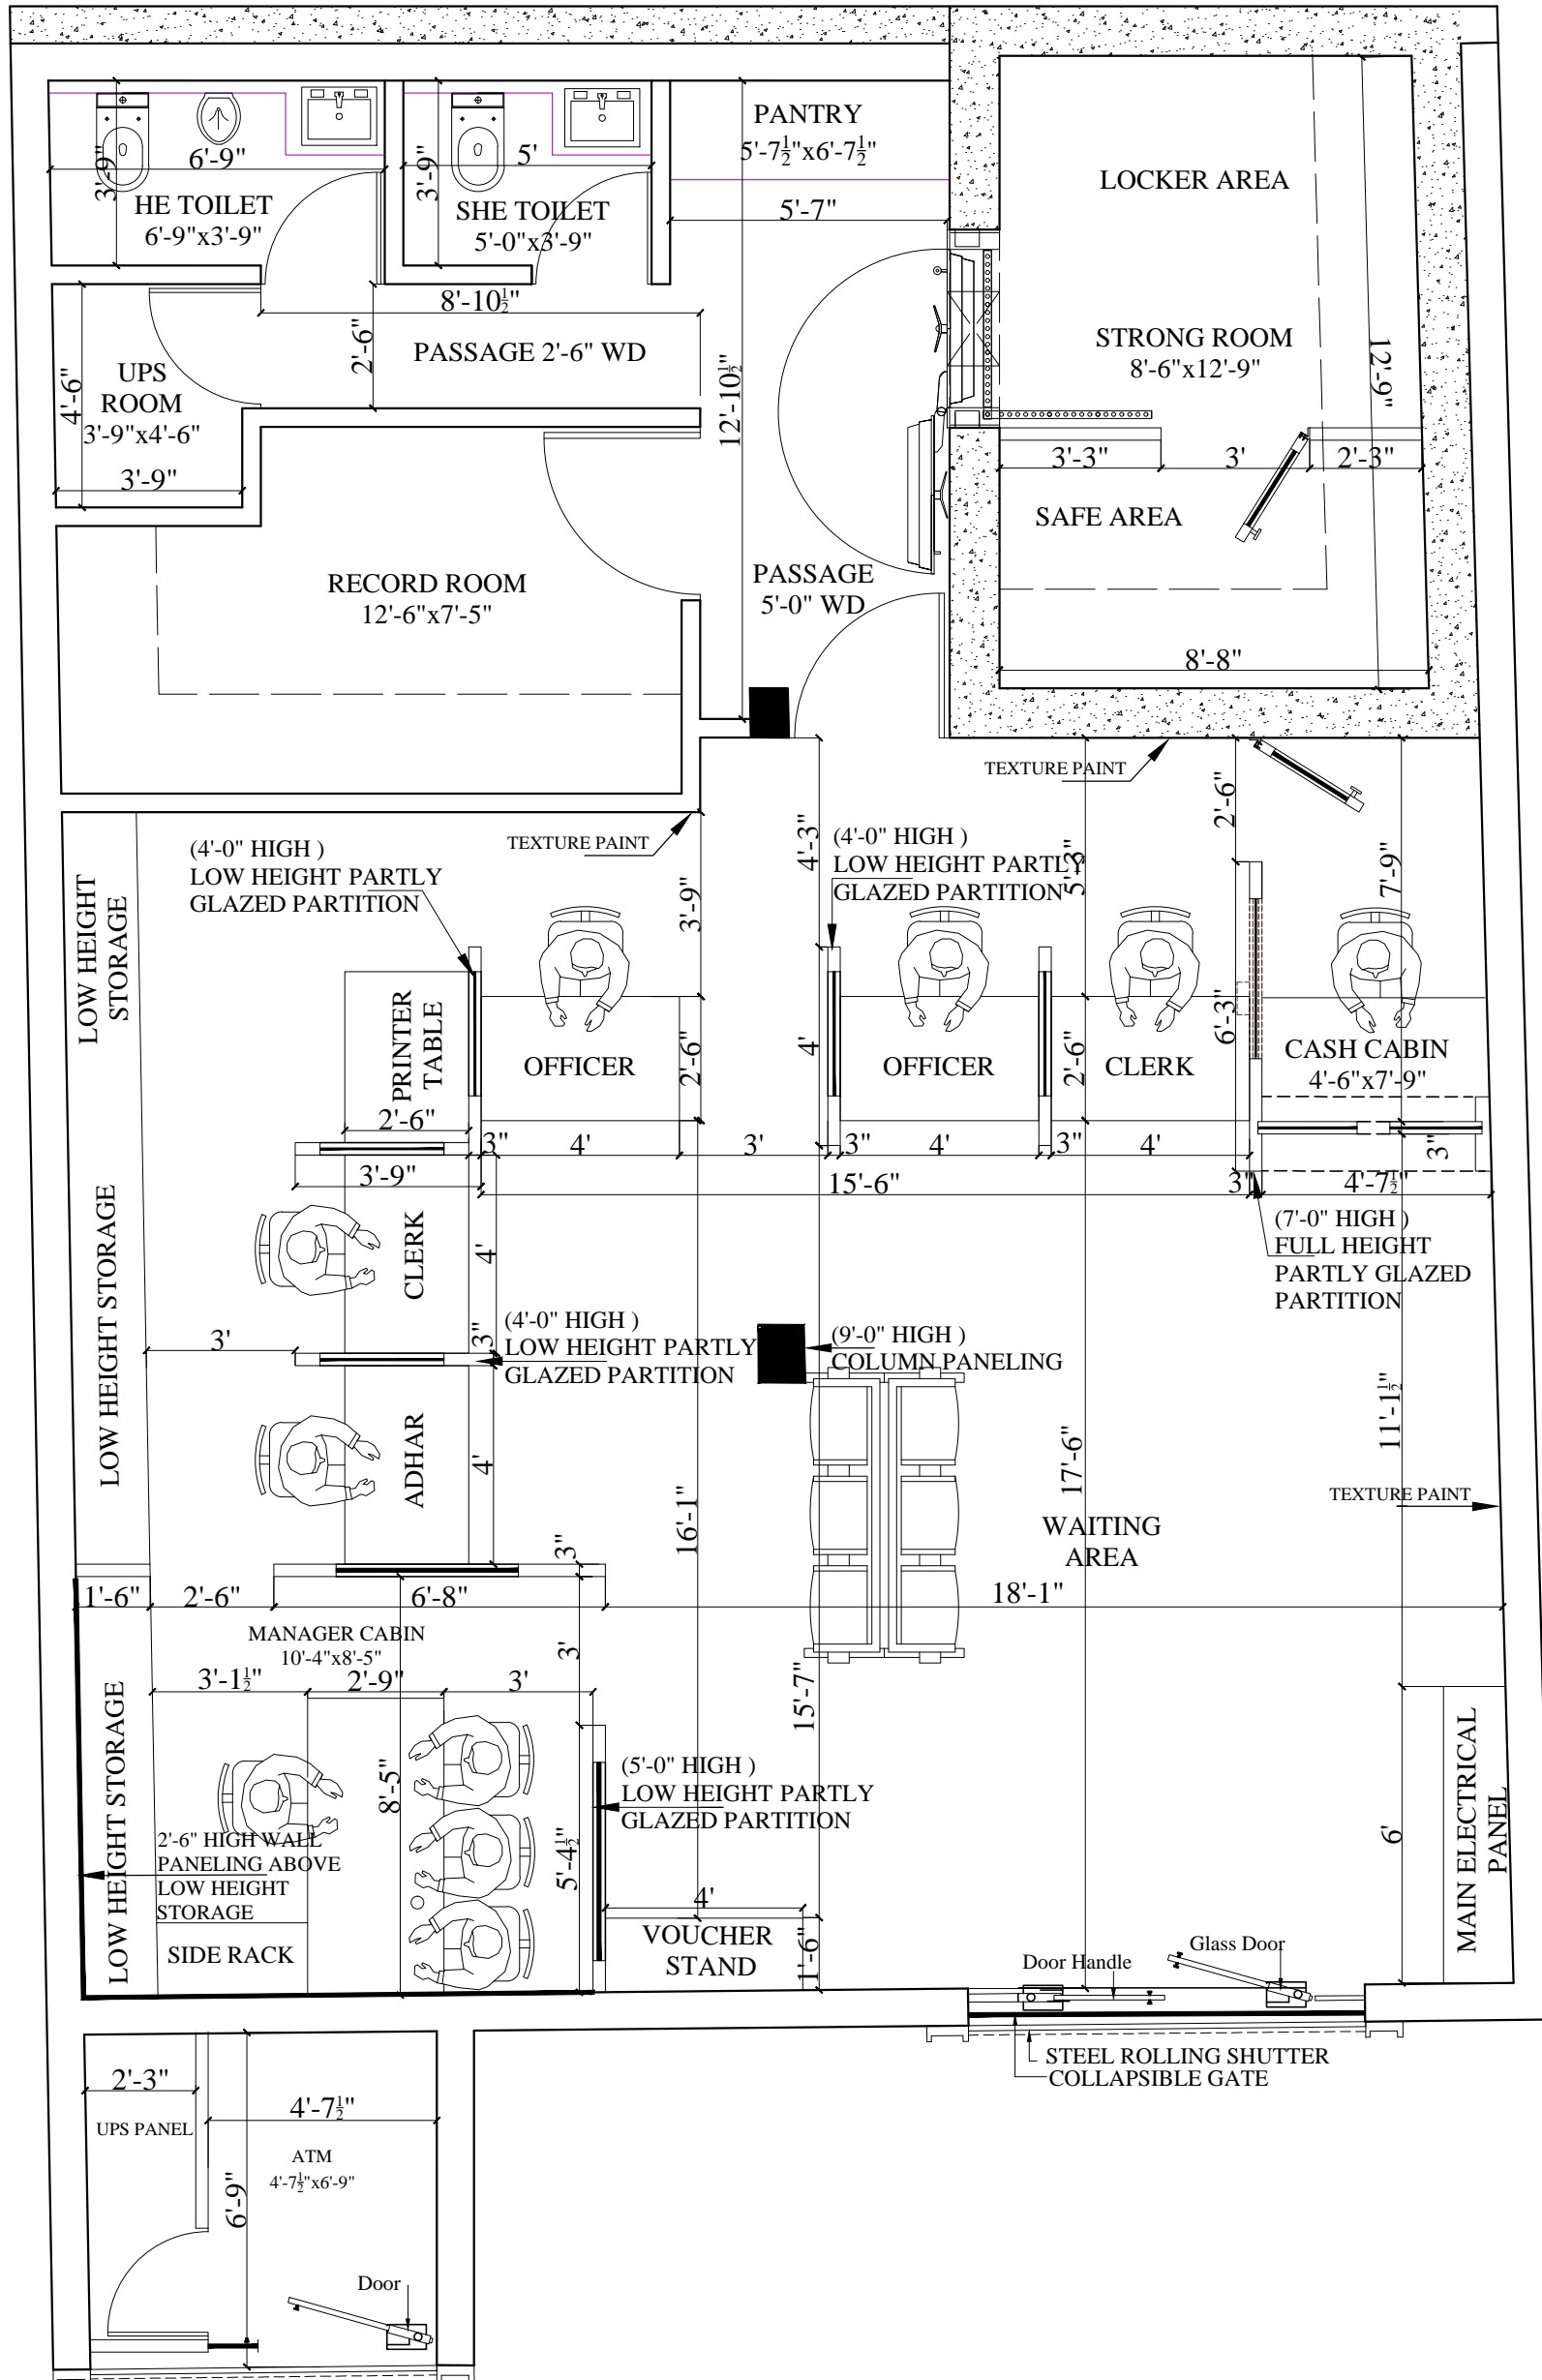 PANTRY
5'-7½"x6'-7½"
5'-7"
6'-9"
3'-9"
HE TOILET
6'-9"x3'-9"
5'
3'-9"
SHE TOILET
5'-0"x3'-9"
LOCKER AREA
STRONG ROOM
8'-6"x12'-9"
12'-9"
8'-10½"
2'-6"
PASSAGE 2'-6" WD
12'-10½"
UPS
ROOM
3'-9"x4'-6"
4'-6"
3'-9"
3'-3"
3'
2'-3"
SAFE AREA
8'-8"
RECORD ROOM
12'-6"x7'-5"
PASSAGE
5'-0" WD
TEXTURE PAINT
TEXTURE PAINT
(4'-0" HIGH )
LOW HEIGHT PARTLY
GLAZED PARTITION
(4'-0" HIGH )
LOW HEIGHT PARTLY
GLAZED PARTITION
4'-3"
5'-3"
2'-6"
7'-9"
3'-9"
LOW HEIGHT
STORAGE
PRINTER
TABLE
2'-6"
OFFICER
2'-6"
4'
OFFICER
2'-6"
CLERK
6'-3"
CASH CABIN
4'-6"x7'-9"
3"
4'
3'
3"
4'
3"
4'
3"
3'-9"
15'-6"
3"
4'-7½"
(7'-0" HIGH )
FULL HEIGHT
PARTLY GLAZED
PARTITION
LOW HEIGHT STORAGE
CLERK
4'
3'
3"
(4'-0" HIGH )
LOW HEIGHT PARTLY
GLAZED PARTITION
(9'-0" HIGH )
COLUMN PANELING
ADHAR
4'
16'-1"
17'-6"
11'-1½"
TEXTURE PAINT
WAITING
AREA
3"
1'-6"
2'-6"
6'-8"
18'-1"
MANAGER CABIN
10'-4"x8'-5"
3'
3'-1½"
2'-9"
3'
15'-7"
LOW HEIGHT STORAGE
8'-5"
5'-4½"
(5'-0" HIGH )
LOW HEIGHT PARTLY
GLAZED PARTITION
2'-6" HIGH WALL
PANELING ABOVE
LOW HEIGHT
STORAGE
SIDE RACK
4'
VOUCHER
STAND
1'-6"
6'
MAIN ELECTRICAL
PANEL
Door Handle
Glass Door
STEEL ROLLING SHUTTER
COLLAPSIBLE GATE
2'-3"
4'-7½"
UPS PANEL
ATM
4'-7½"x6'-9"
6'-9"
Door